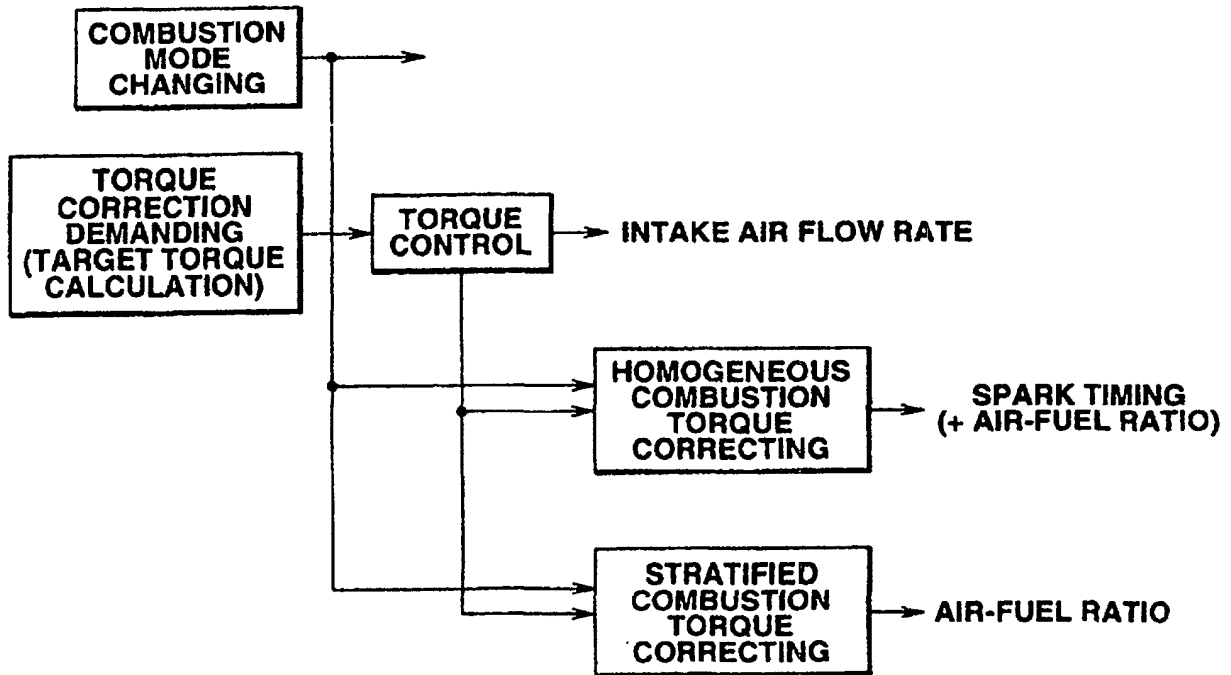 COMBUSTION
MODE
CHANGING
TORQUE
CORRECTION
DEMANDING
(TARGET TORQUE
CALCULATION)
TORQUE
CONTROL
INTAKE AIR FLOW RATE
HOMOGENEOUS
COMBUSTION
TORQUE
CORRECTING
SPARK TIMING
(+ AIR-FUEL RATIO)
STRATIFIED
COMBUSTION
TORQUE
CORRECTING
AIR-FUEL RATIO